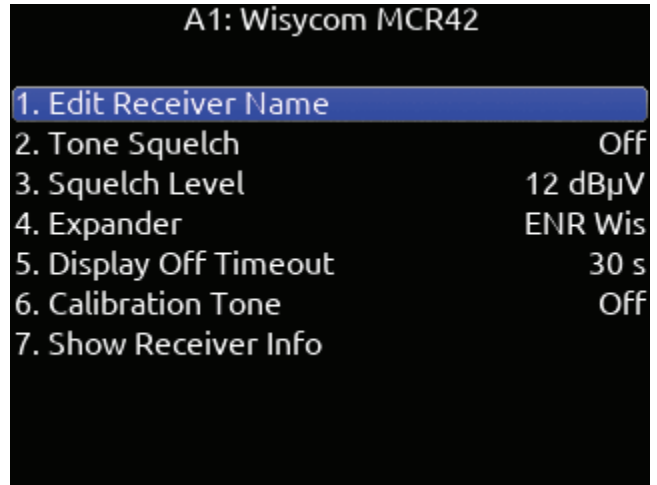 A1: Wisycom MCR42
1. Edit Receiver Name
2. Tone Squelch Off
3. Squelch Level 12 dBµV
4. Expander ENR Wis
5. Display Off Timeout 30 s
6. Calibration Tone Off
7. Show Receiver Info